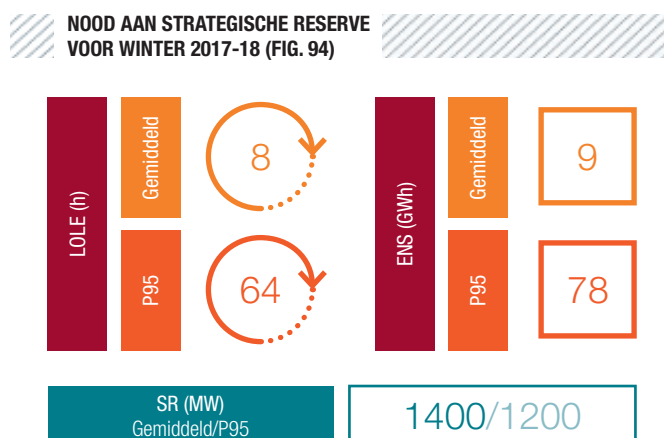 NOOD AAN STRATEGISCHE RESERVE
VOOR WINTER 2017-18 (FIG. 94)
LOLE (h)
Gemiddeld
8
P95
64
ENS (GWh)
Gemiddeld
9
P95
78
SR (MW)
Gemiddeld/P95
1400/1200